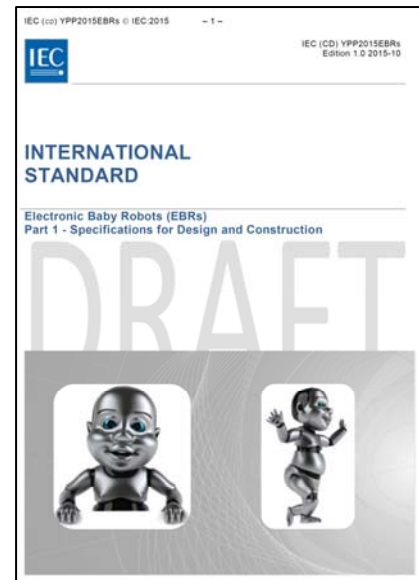 IEC (CD) YPP2015EBRs © IEC:2015 – 1 –
IEC (CD) YPP2015EBRs
Edition 1.0 2015-10
IEC
INTERNATIONAL
STANDARD
Electronic Baby Robots (EBRs)
Part 1 - Specifications for Design and Construction
DRAFT